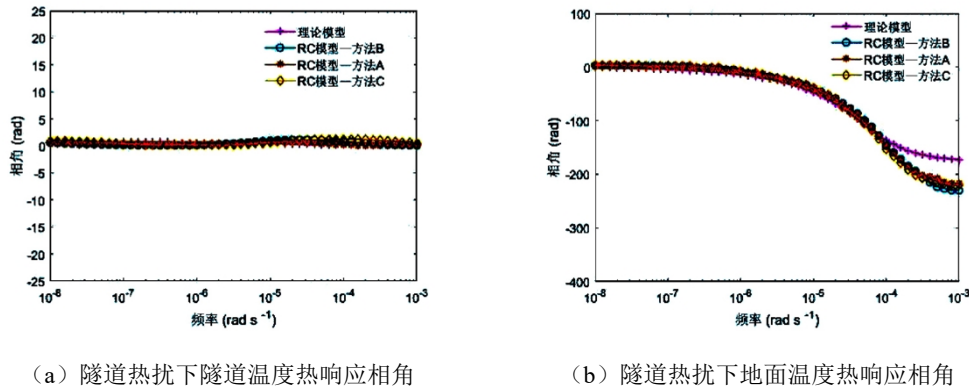 25
20
15
10
5
0
-5
-10
-15
-20
-25
相角 (rad)
理论模型
RC模型—方法B
RC模型—方法A
RC模型—方法C
10⁻⁸
10⁻⁷
10⁻⁶
10⁻⁵
10⁻⁴
10⁻³
频率 (rad s⁻¹)
(a) 隧道热扰下隧道温度热响应相角
100
0
-100
-200
-300
-400
相角 (rad)
理论模型
RC模型—方法B
RC模型—方法A
RC模型—方法C
10⁻⁸
10⁻⁷
10⁻⁶
10⁻⁵
10⁻⁴
10⁻³
频率 (rad s⁻¹)
(b) 隧道热扰下地面温度热响应相角